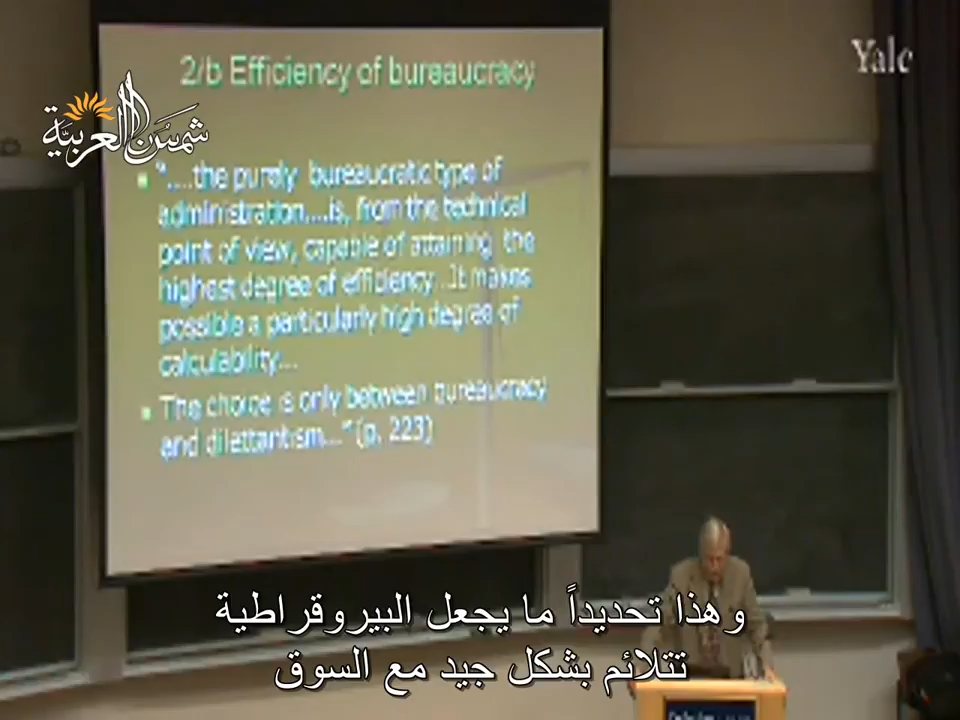 Yale
شمس العربية
2/b Efficiency of bureaucracy
"....the purely bureaucratic type of
administration....is, from the technical
point of view, capable of attaining the
highest degree of efficiency..It makes
possible a particularly high degree of
calculability...
The choice is only between bureaucracy
and dilettantism..." (p. 223)
وهذا تحديداً ما يجعل البيروقراطية
تتلائم بشكل جيد مع السوق